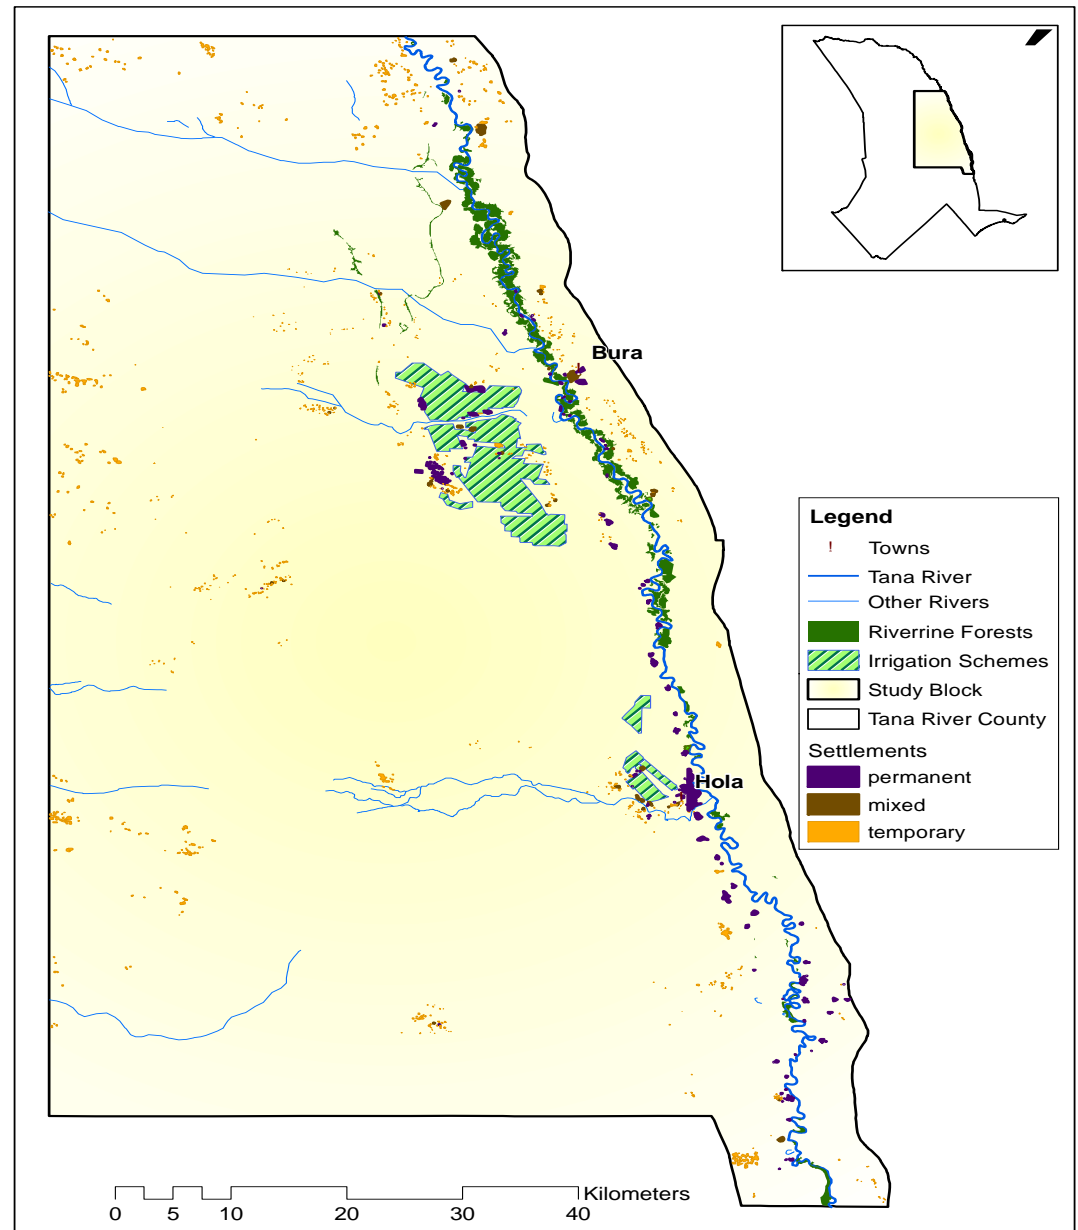 Bura
Hola
Legend
! Towns
Tana River
Other Rivers
Riverrine Forests
Irrigation Schemes
Study Block
Tana River County
Settlements
permanent
mixed
temporary
Kilometers
0 5 10 20 30 40